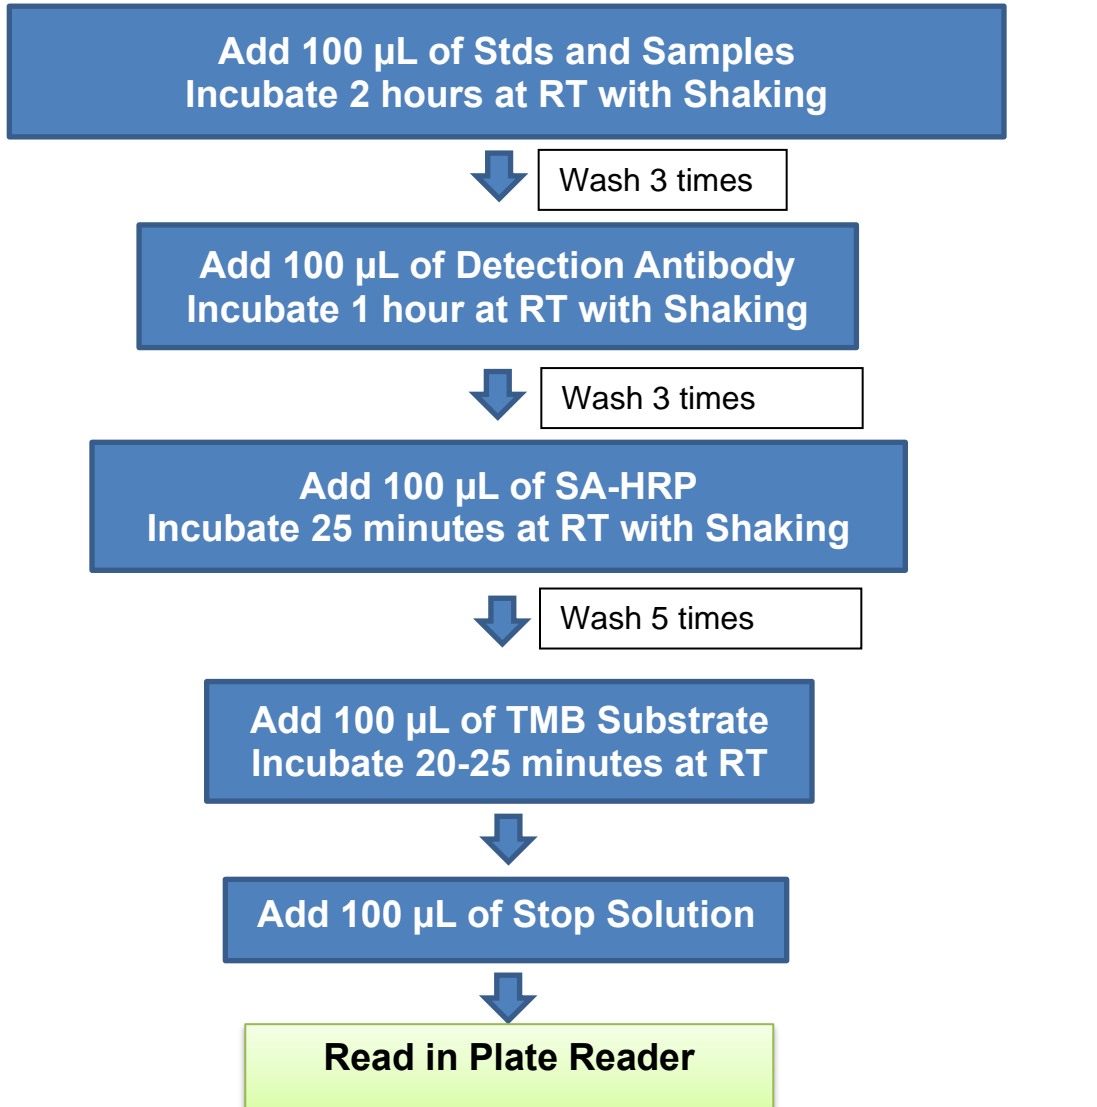 Add 100 µL of Stds and Samples
Incubate 2 hours at RT with Shaking
Wash 3 times
Add 100 µL of Detection Antibody
Incubate 1 hour at RT with Shaking
Wash 3 times
Add 100 µL of SA-HRP
Incubate 25 minutes at RT with Shaking
Wash 5 times
Add 100 µL of TMB Substrate
Incubate 20-25 minutes at RT
Add 100 µL of Stop Solution
Read in Plate Reader